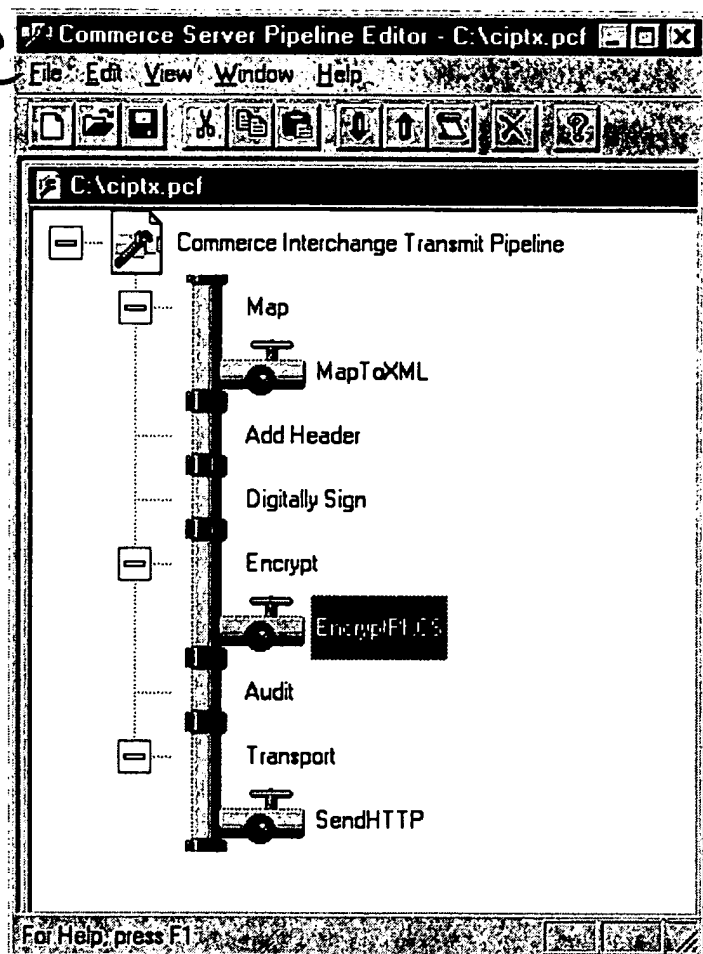 Commerce Server Pipeline Editor - C:\ciptx.pcf
File Edit View Window Help
C:\ciptx.pcf
Commerce Interchange Transmit Pipeline
Map
MapToXML
Add Header
Digitally Sign
Encrypt
Audit
Transport
SendHTTP
For Help, press F1